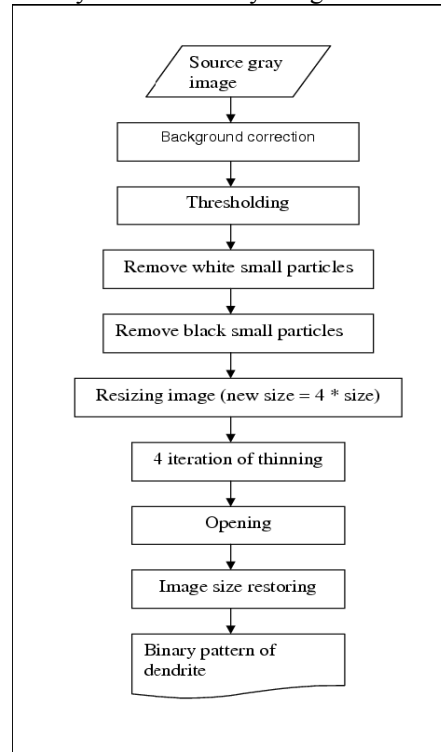 Source gray
image
Background correction
Thresholding
Remove white small particles
Remove black small particles
Resizing image (new size = 4 * size)
4 iteration of thinning
Opening
Image size restoring
Binary pattern of
dendrite